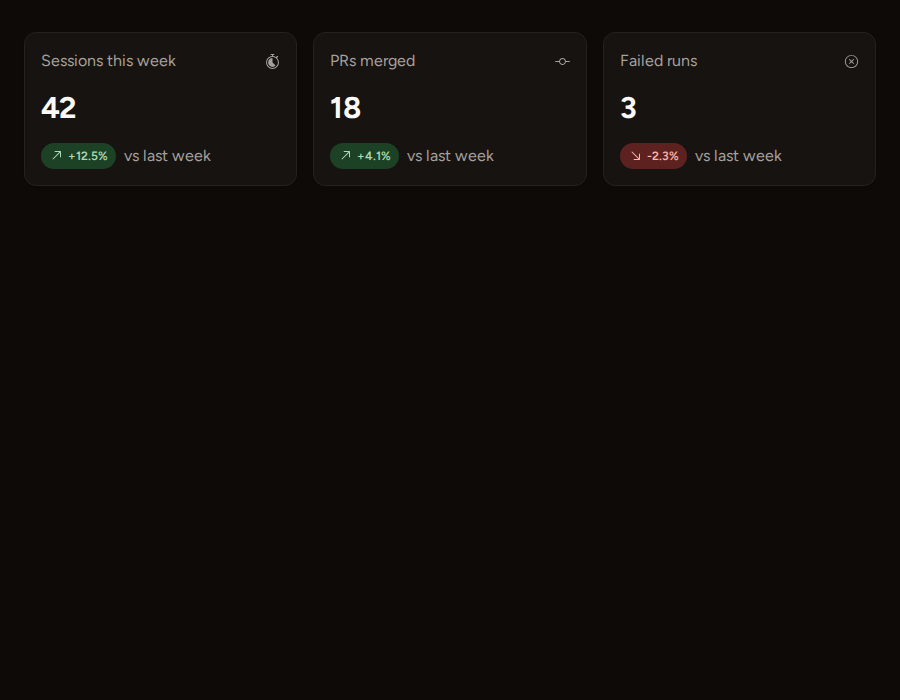 Sessions this week
42
+12.5% vs last week
PRs merged
18
+4.1% vs last week
Failed runs
3
-2.3% vs last week